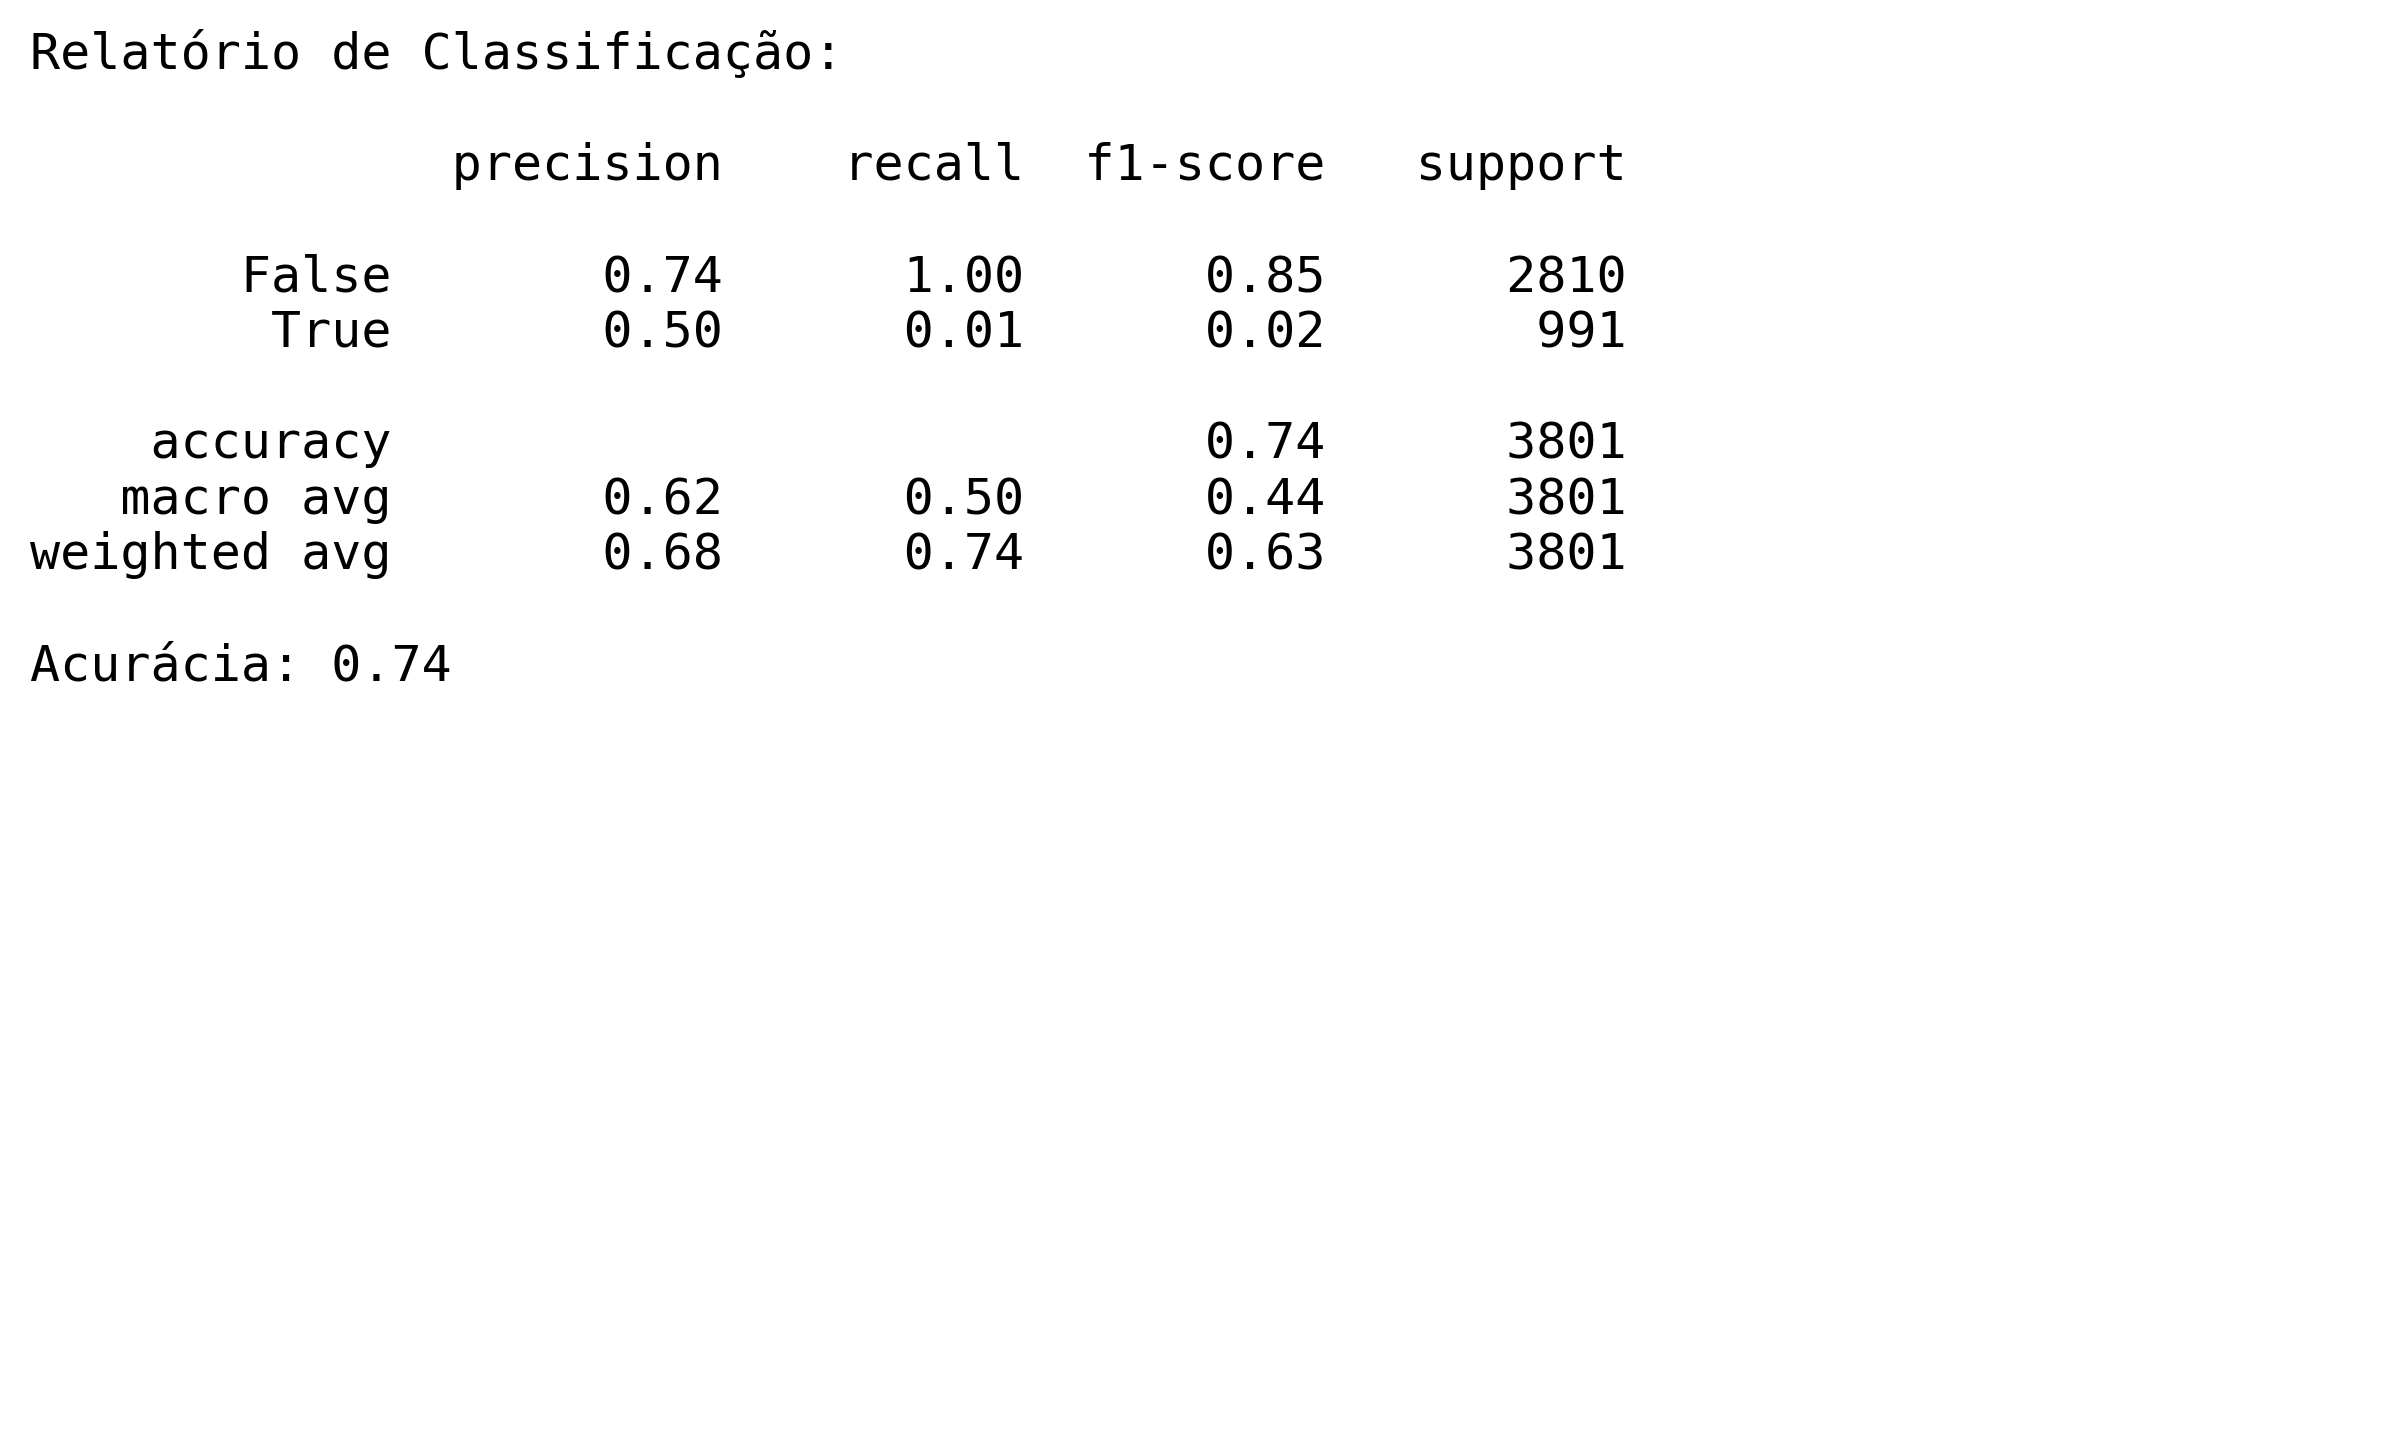 Relatório de Classificação:
precision recall f1-score support
False 0.74 1.00 0.85 2810
True 0.50 0.01 0.02 991
accuracy 0.74 3801
macro avg 0.62 0.50 0.44 3801
weighted avg 0.68 0.74 0.63 3801
Acurácia: 0.74